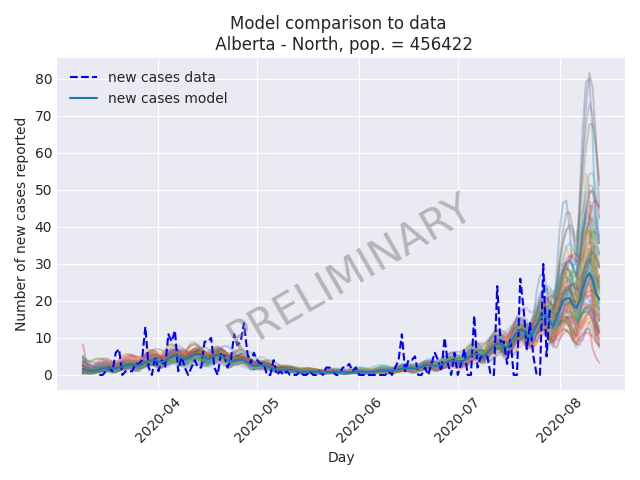 Model comparison to data
Alberta - North, pop. = 456422
new cases data
new cases model
PRELIMINARY
Number of new cases reported
80
70
60
50
40
30
20
10
0
2020-04
2020-05
2020-06
2020-07
2020-08
Day